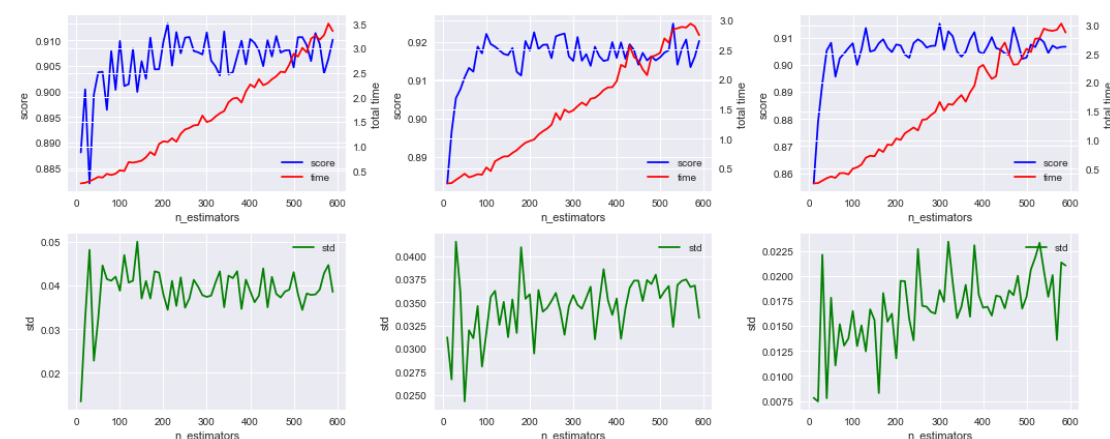 0.910
0.905
0.900
0.895
0.890
0.885
score
3.5
3.0
2.5
2.0
1.5
1.0
0.5
total time
score
time
0 100 200 300 400 500 600
n_estimators
0.92
0.91
0.90
0.89
score
3.0
2.5
2.0
1.5
1.0
0.5
total time
score
time
0 100 200 300 400 500 600
n_estimators
0.91
0.90
0.89
0.88
0.87
0.86
score
3.0
2.5
2.0
1.5
1.0
0.5
total time
score
time
0 100 200 300 400 500 600
n_estimators
0.05
0.04
0.03
0.02
std
std
0 100 200 300 400 500 600
n_estimators
0.0400
0.0375
0.0350
0.0325
0.0300
0.0275
0.0250
std
std
0 100 200 300 400 500 600
n_estimators
0.0225
0.0200
0.0175
0.0150
0.0125
0.0100
0.0075
std
std
0 100 200 300 400 500 600
n_estimators